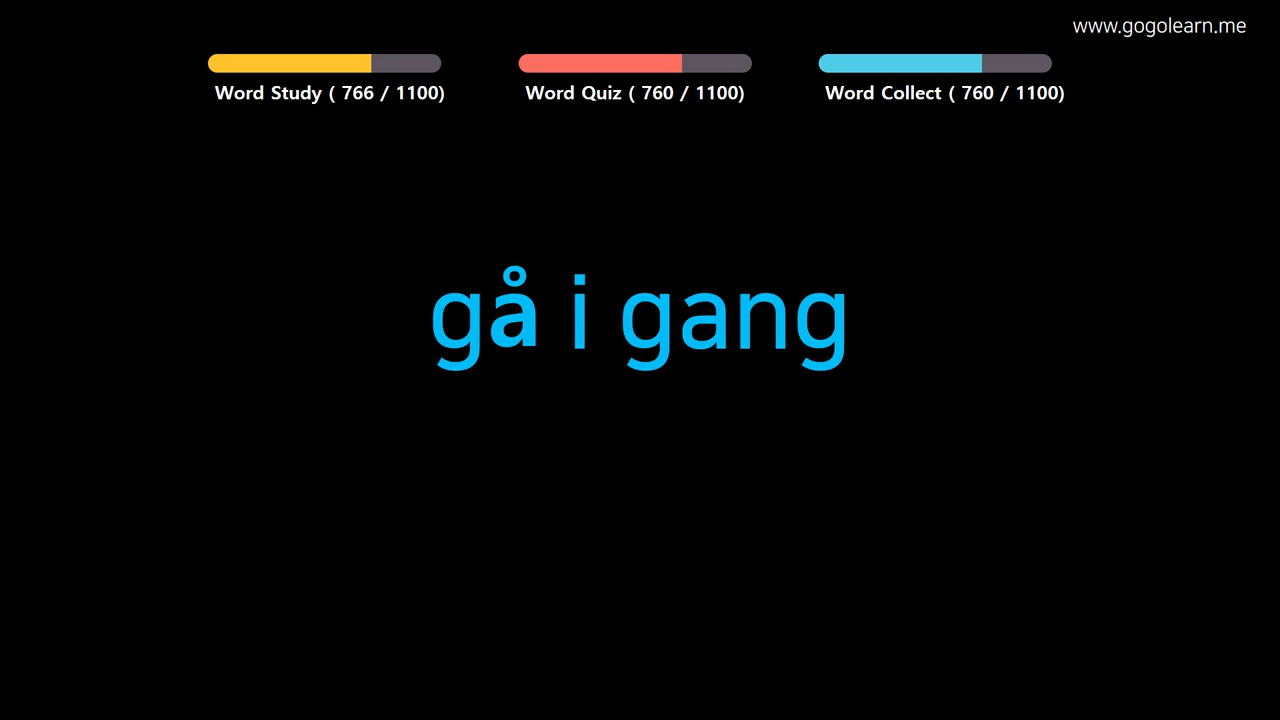 www.gogolearn.me
Word Study ( 766 / 1100)
Word Quiz ( 760 / 1100)
Word Collect ( 760 / 1100)
gå i gang